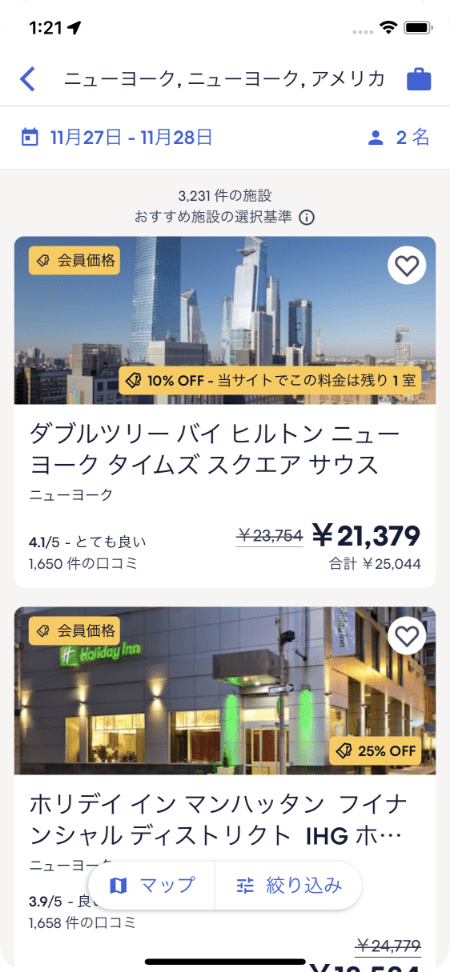 1:21
ニューヨーク, ニューヨーク, アメリカ
11月27日 - 11月28日
2 名
3,231 件の施設
おすすめ施設の選択基準
会員価格
10% OFF - 当サイトでこの料金は残り 1 室
ダブルツリー バイ ヒルトン ニュー
ヨーク タイムズ スクエア サウス
ニューヨーク
4.1/5 - とても良い
1,650 件の口コミ
￥23,754
￥21,379
合計 ￥25,044
会員価格
Holiday Inn
25% OFF
ホリデイ イン マンハッタン フイナ
ンシャル ディストリクト IHG ホ…
ニューヨーク
3.9/5 - 良い
1,658 件の口コミ
マップ
絞り込み
￥24,779